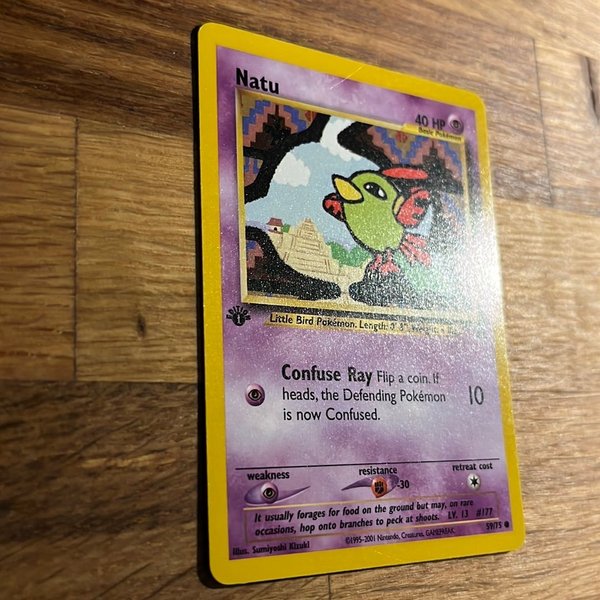 Natu
40 HP
Basic Pokémon
EDITION
1
Little Bird Pokémon. Length: 0' 8",
Confuse Ray Flip a coin. If
heads, the Defending Pokémon
is now Confused.
10
weakness
resistance
retreat cost
-30
It usually forages for food on the ground but may, on rare
occasions, hop onto branches to peck at shoots. LV. 13 #177
Illus. Sumiyoshi Kizuki
©1995-2001 Nintendo, Creatures, GAMEFREAK.
59/75